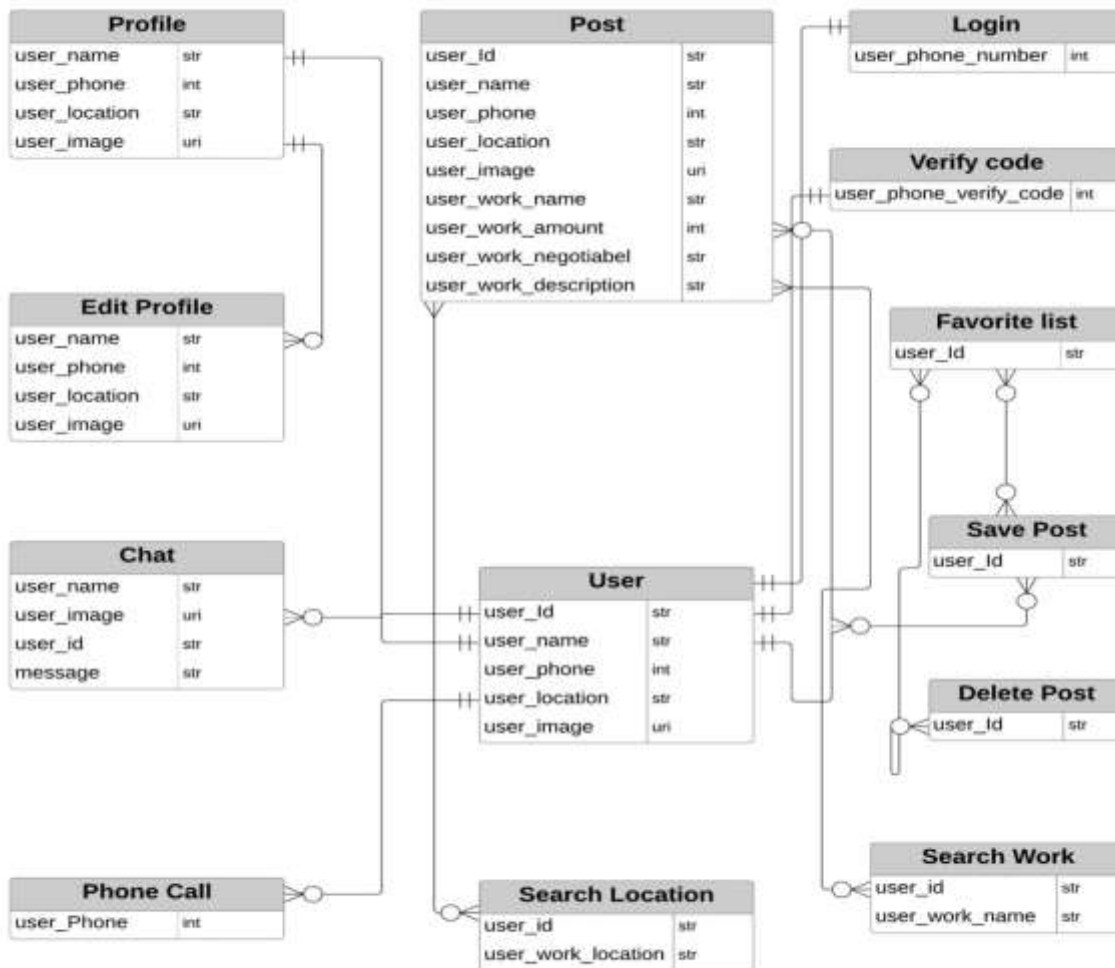 Profile
user_name str
user_phone int
user_location str
user_image uri
Post
user_Id str
user_name str
user_phone int
user_location str
user_image uri
user_work_name str
user_work_amount int
user_work_negotiabel str
user_work_description str
Login
user_phone_number int
Verify code
user_phone_verify_code int
Edit Profile
user_name str
user_phone int
user_location str
user_image uri
Favorite list
user_Id str
Chat
user_name str
user_image uri
user_id str
message str
User
user_Id str
user_name str
user_phone int
user_location str
user_image uri
Save Post
user_Id str
Delete Post
user_Id str
Phone Call
user_Phone int
Search Location
user_id str
user_work_location str
Search Work
user_id str
user_work_name str